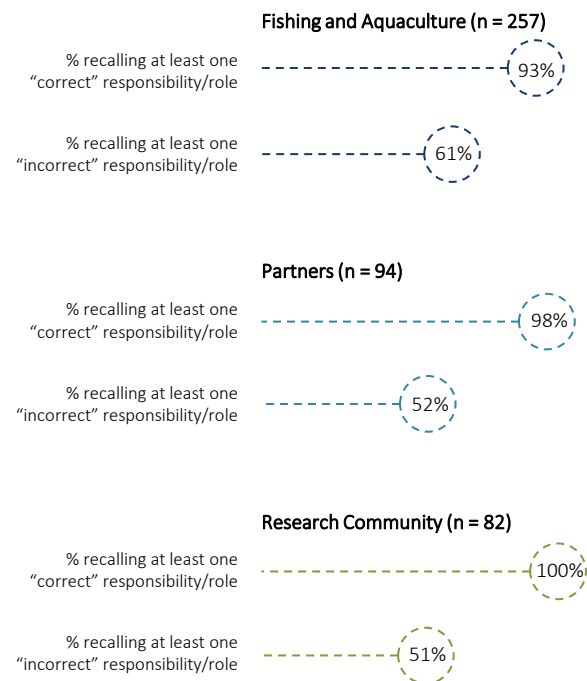 Fishing and Aquaculture (n = 257)
% recalling at least one
“correct” responsibility/role
93%
% recalling at least one
“incorrect” responsibility/role
61%
Partners (n = 94)
% recalling at least one
“correct” responsibility/role
98%
% recalling at least one
“incorrect” responsibility/role
52%
Research Community (n = 82)
% recalling at least one
“correct” responsibility/role
100%
% recalling at least one
“incorrect” responsibility/role
51%